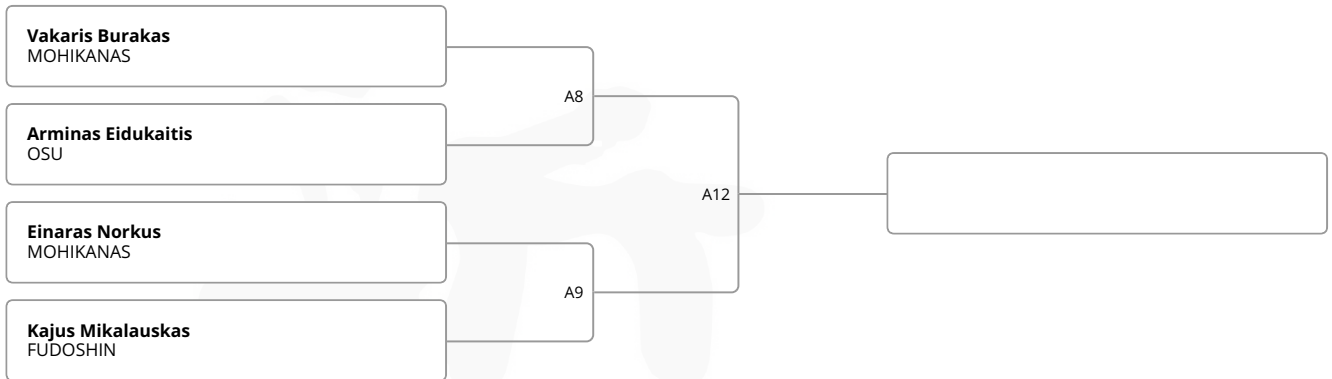 Vakaris Burakas
MOHIKANAS
A8
Arminas Eidukaitis
OSU
A12
Einaras Norkus
MOHIKANAS
A9
Kajus Mikalauskas
FUDOSHIN